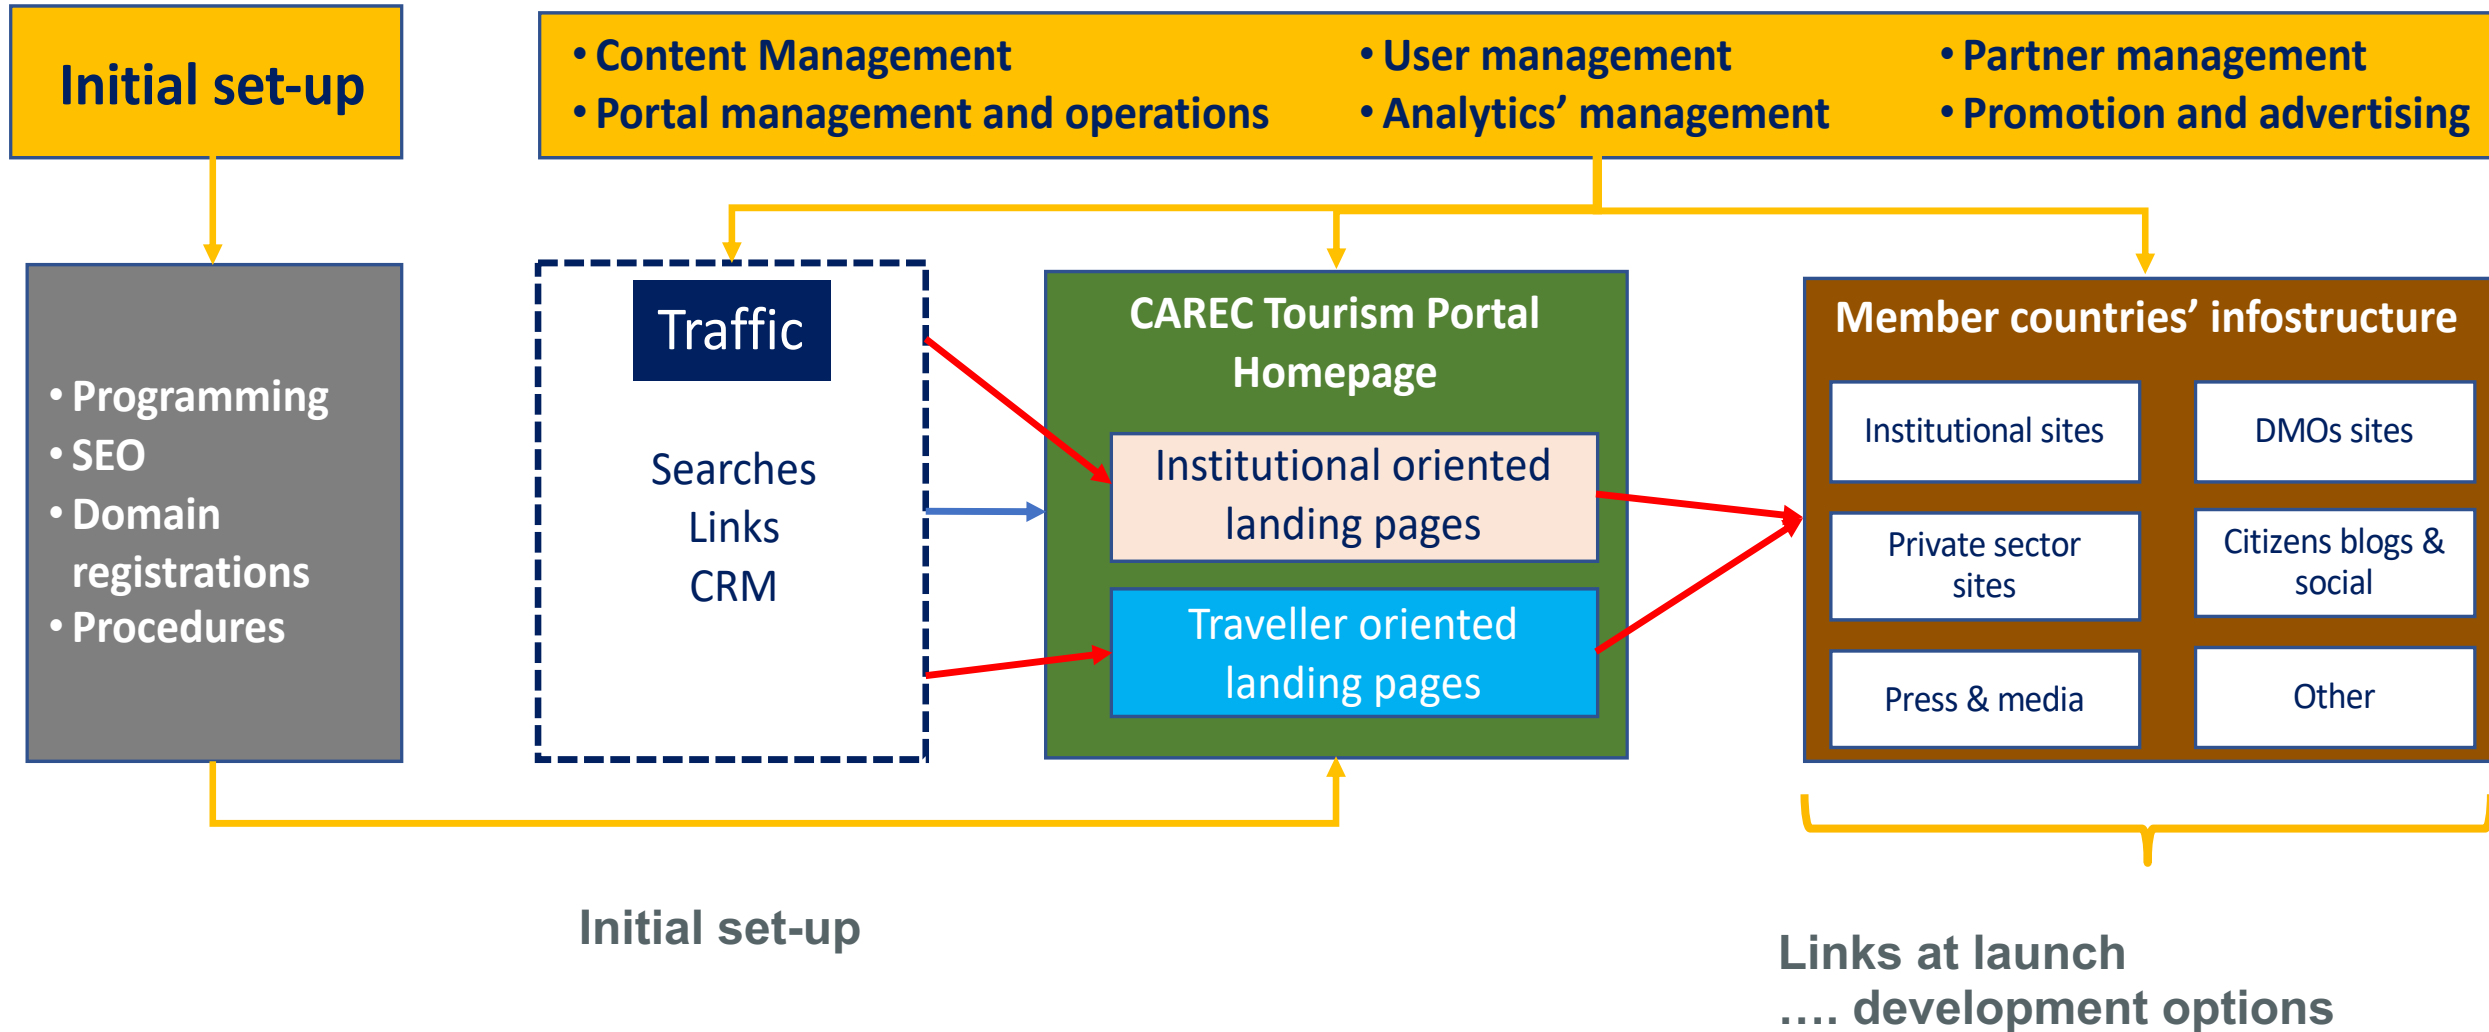 Initial set-up
• Content Management
• Portal management and operations
• User management
• Analytics’ management
• Partner management
• Promotion and advertising
• Programming
• SEO
• Domain
registrations
• Procedures
Traffic
Searches
Links
CRM
CAREC Tourism Portal
Homepage
Institutional oriented
landing pages
Traveller oriented
landing pages
Member countries’ infostructure
Institutional sites
DMOs sites
Private sector
sites
Citizens blogs &
social
Press & media
Other
Initial set-up
Links at launch
…. development options